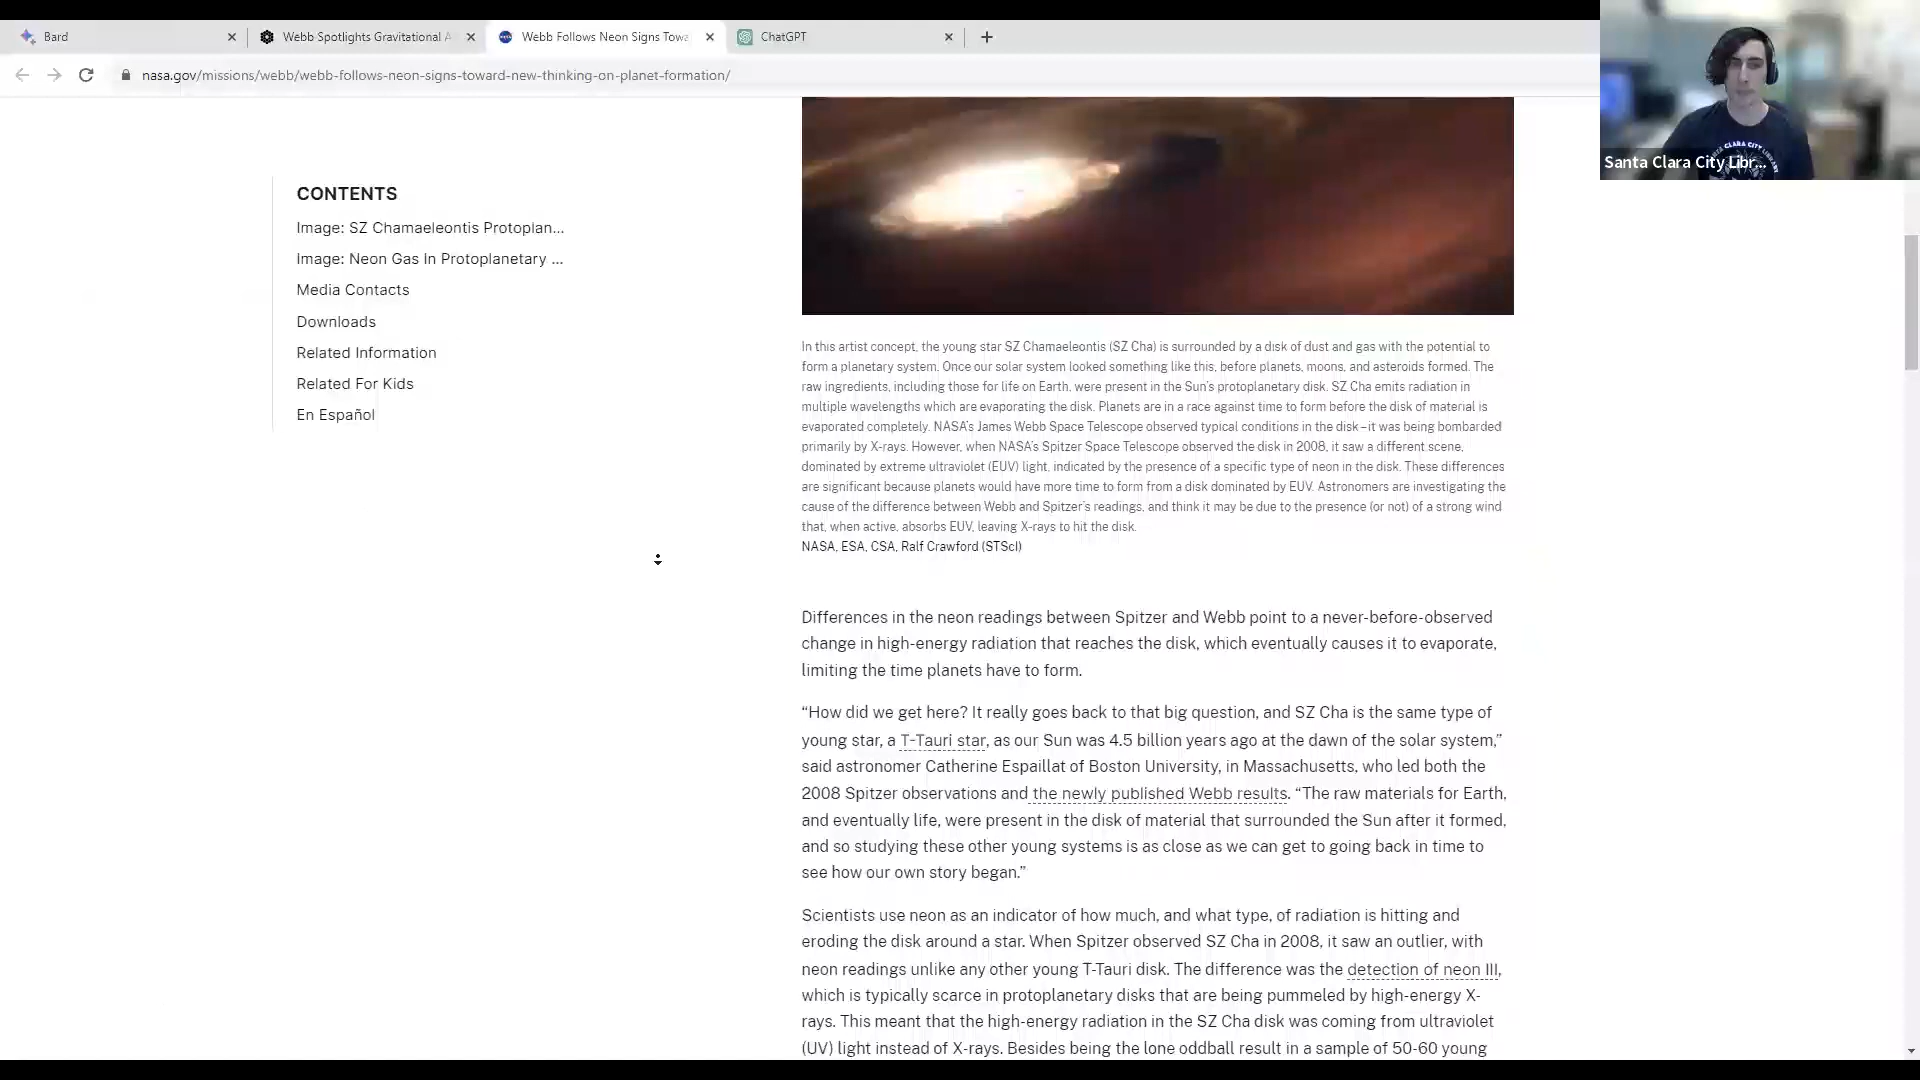 Bard
Webb Spotlights Gravitational A
Webb Follows Neon Signs Towa
ChatGPT
nasa.gov/missions/webb/webb-follows-neon-signs-toward-new-thinking-on-planet-formation/
Santa Clara City Libr...
CLARA CITY
CONTENTS
Image: SZ Chamaeleontis Protoplan...
Image: Neon Gas In Protoplanetary ...
Media Contacts
Downloads
Related Information
Related For Kids
En Español
In this artist concept, the young star SZ Chamaeleontis (SZ Cha) is surrounded by a disk of dust and gas with the potential to
form a planetary system. Once our solar system looked something like this, before planets, moons, and asteroids formed. The
raw ingredients, including those for life on Earth, were present in the Sun's protoplanetary disk. SZ Cha emits radiation in
multiple wavelengths which are evaporating the disk. Planets are in a race against time to form before the disk of material is
evaporated completely. NASA's James Webb Space Telescope observed typical conditions in the disk–it was being bombarded
primarily by X-rays. However, when NASA's Spitzer Space Telescope observed the disk in 2008, it saw a different scene,
dominated by extreme ultraviolet (EUV) light, indicated by the presence of a specific type of neon in the disk. These differences
are significant because planets would have more time to form from a disk dominated by EUV. Astronomers are investigating the
cause of the difference between Webb and Spitzer's readings, and think it may be due to the presence (or not) of a strong wind
that, when active, absorbs EUV, leaving X-rays to hit the disk.
NASA, ESA, CSA, Ralf Crawford (STScI)
Differences in the neon readings between Spitzer and Webb point to a never-before-observed
change in high-energy radiation that reaches the disk, which eventually causes it to evaporate,
limiting the time planets have to form.
“How did we get here? It really goes back to that big question, and SZ Cha is the same type of
young star, a T-Tauri star, as our Sun was 4.5 billion years ago at the dawn of the solar system,”
said astronomer Catherine Espaillat of Boston University, in Massachusetts, who led both the
2008 Spitzer observations and the newly published Webb results. “The raw materials for Earth,
and eventually life, were present in the disk of material that surrounded the Sun after it formed,
and so studying these other young systems is as close as we can get to going back in time to
see how our own story began.”
Scientists use neon as an indicator of how much, and what type, of radiation is hitting and
eroding the disk around a star. When Spitzer observed SZ Cha in 2008, it saw an outlier, with
neon readings unlike any other young T-Tauri disk. The difference was the detection of neon III,
which is typically scarce in protoplanetary disks that are being pummeled by high-energy X-
rays. This meant that the high-energy radiation in the SZ Cha disk was coming from ultraviolet
(UV) light instead of X-rays. Besides being the lone oddball result in a sample of 50-60 young